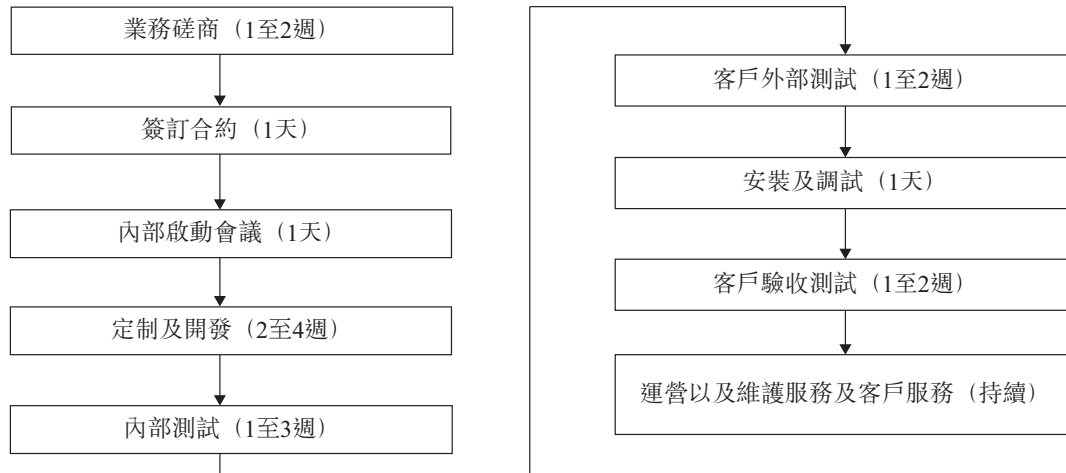 業務磋商（1至2週）
簽訂合約（1天）
內部啟動會議（1天）
定制及開發（2至4週）
內部測試（1至3週）
客戶外部測試（1至2週）
安裝及調試（1天）
客戶驗收測試（1至2週）
運營以及維護服務及客戶服務（持續）